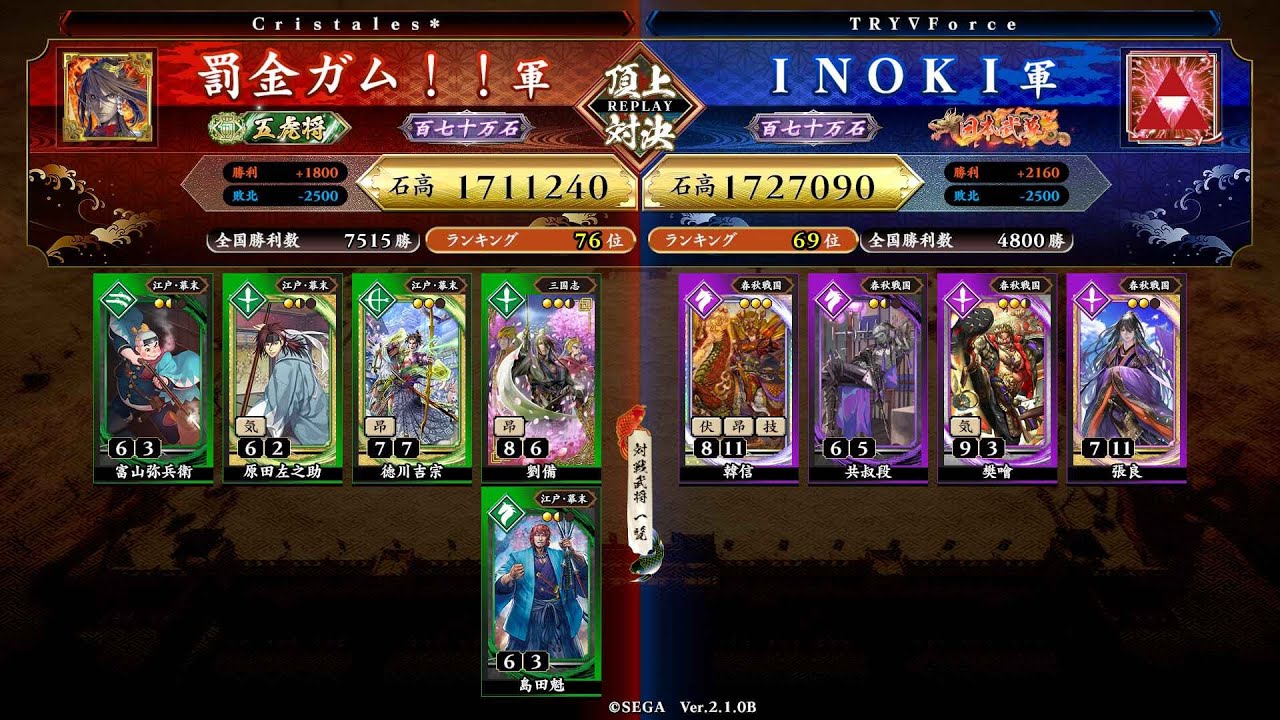 Cristales*
TRY∇Force
罰金ガム！！軍
頂上
REPLAY
対決
INOKI軍
五虎将
百七十万石
百七十万石
日本武尊
勝利 +1800
敗北 -2500
石高 1711240
石高 1727090
勝利 +2160
敗北 -2500
全国勝利数 7515勝
ランキング 76位
ランキング 69位
全国勝利数 4800勝
江戸・幕末
江戸・幕末
江戸・幕末
三国志
春秋戦国
春秋戦国
春秋戦国
春秋戦国
気
昴
昴
伏 昴 技
気
6 3
6 2
7 7
8 6
8 11
6 5
9 3
7 11
富山弥兵衛
原田左之助
徳川吉宗
劉備
韓信
共叔段
樊噲
張良
対戦武将一覧
江戸・幕末
6 3
島田魁
©SEGA Ver.2.1.0B